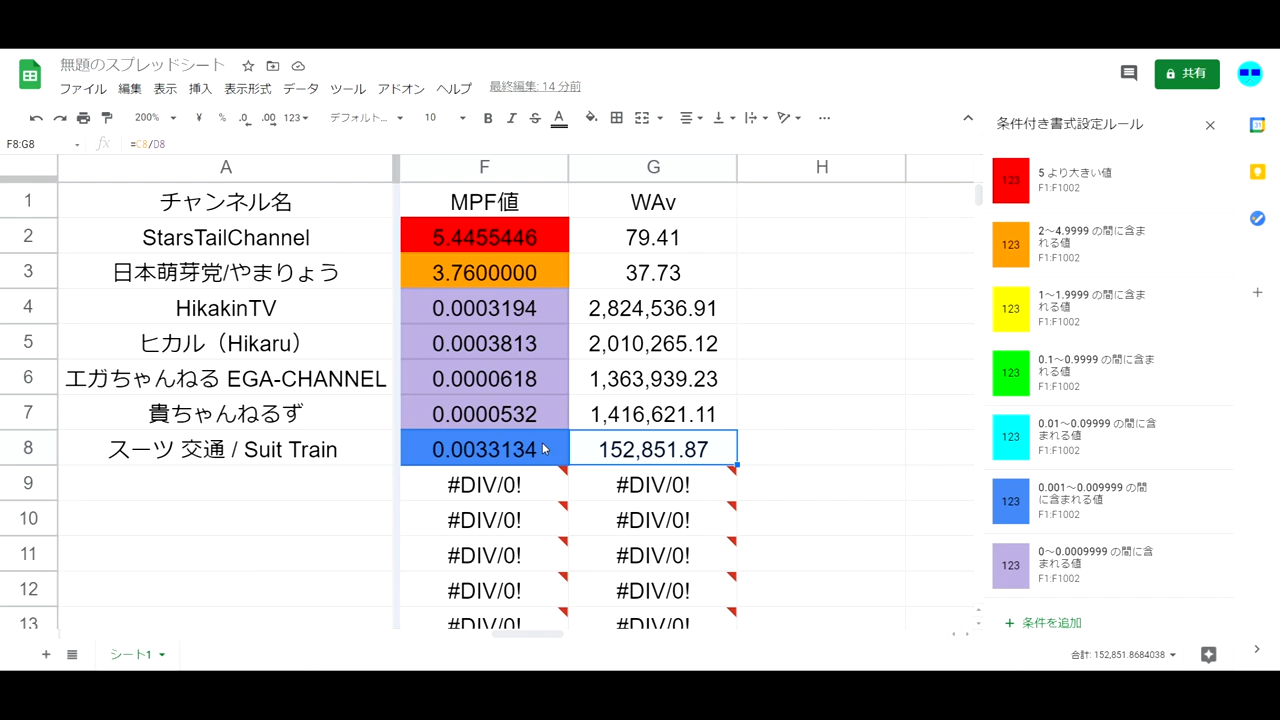 無題のスプレッドシート
ファイル 編集 表示 挿入 表示形式 データ ツール アドオン ヘルプ 最終編集: 14 分前
共有
200% ¥ % .0 .00 123 デフォルト... 10 B I S A
F8:G8 fx =C8/D8
A F G H
1 チャンネル名 MPF値 WAv
2 StarsTailChannel 5.4455446 79.41
3 日本萌芽党/やまりょう 3.7600000 37.73
4 HikakinTV 0.0003194 2,824,536.91
5 ヒカル（Hikaru） 0.0003813 2,010,265.12
6 エガちゃんねる EGA-CHANNEL 0.0000618 1,363,939.23
7 貴ちゃんねるず 0.0000532 1,416,621.11
8 スーツ 交通 / Suit Train 0.0033134 152,851.87
9 #DIV/0! #DIV/0!
10 #DIV/0! #DIV/0!
11 #DIV/0! #DIV/0!
12 #DIV/0! #DIV/0!
13 #DIV/0! #DIV/0!
シート1
合計: 152,851.8684038
条件付き書式設定ルール
123 5 より大きい値
F1:F1002
123 2～4.9999 の間に含ま
れる値
F1:F1002
123 1～1.9999 の間に含ま
れる値
F1:F1002
123 0.1～0.9999 の間に含ま
れる値
F1:F1002
123 0.01～0.09999 の間に含
まれる値
F1:F1002
123 0.001～0.009999 の間
に含まれる値
F1:F1002
123 0～0.0009999 の間に含
まれる値
F1:F1002
+ 条件を追加
31